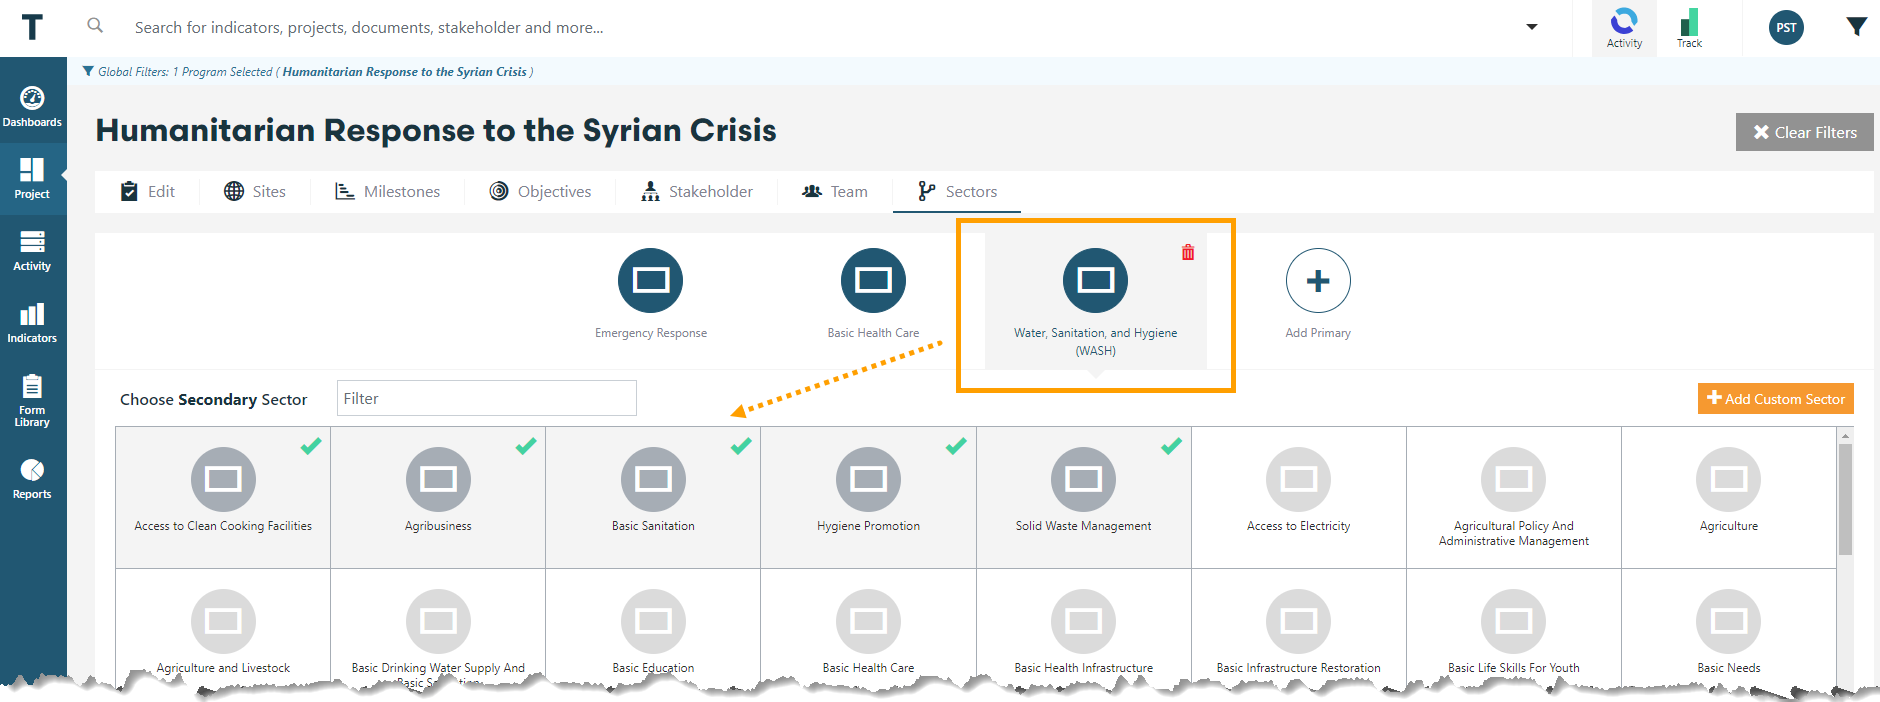 T
Search for indicators, projects, documents, stakeholder and more...
Activity
Track
PST
Global Filters: 1 Program Selected ( Humanitarian Response to the Syrian Crisis )
Dashboards
Project
Activity
Indicators
Form
Library
Reports
Humanitarian Response to the Syrian Crisis
Clear Filters
Edit
Sites
Milestones
Objectives
Stakeholder
Team
Sectors
Emergency Response
Basic Health Care
Water, Sanitation, and Hygiene
(WASH)
Add Primary
Choose Secondary Sector
Filter
Add Custom Sector
Access to Clean Cooking Facilities
Agribusiness
Basic Sanitation
Hygiene Promotion
Solid Waste Management
Access to Electricity
Agricultural Policy And
Administrative Management
Agriculture
Agriculture and Livestock
Basic Drinking Water Supply And
Basic
Basic Education
Basic Health Care
Basic Health Infrastructure
Basic Infrastructure Restoration
Basic Life Skills For Youth
Basic Needs